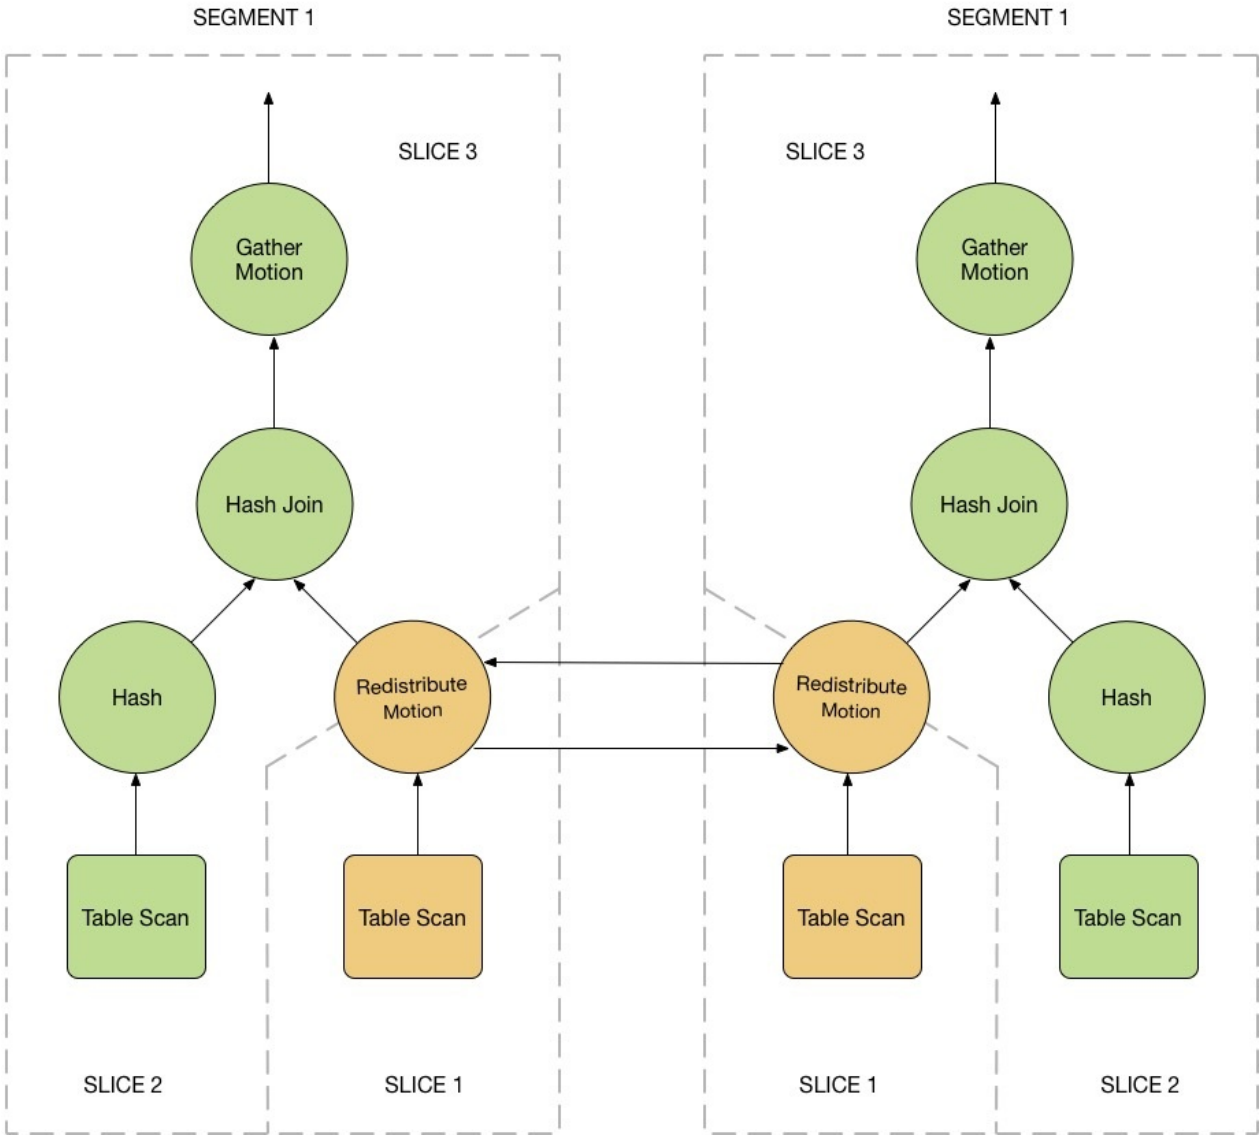 SEGMENT 1
SEGMENT 1
SLICE 3
SLICE 3
Gather
Motion
Gather
Motion
Hash Join
Hash Join
Hash
Redistribute
Motion
Redistribute
Motion
Hash
Table Scan
Table Scan
Table Scan
Table Scan
SLICE 2
SLICE 1
SLICE 1
SLICE 2